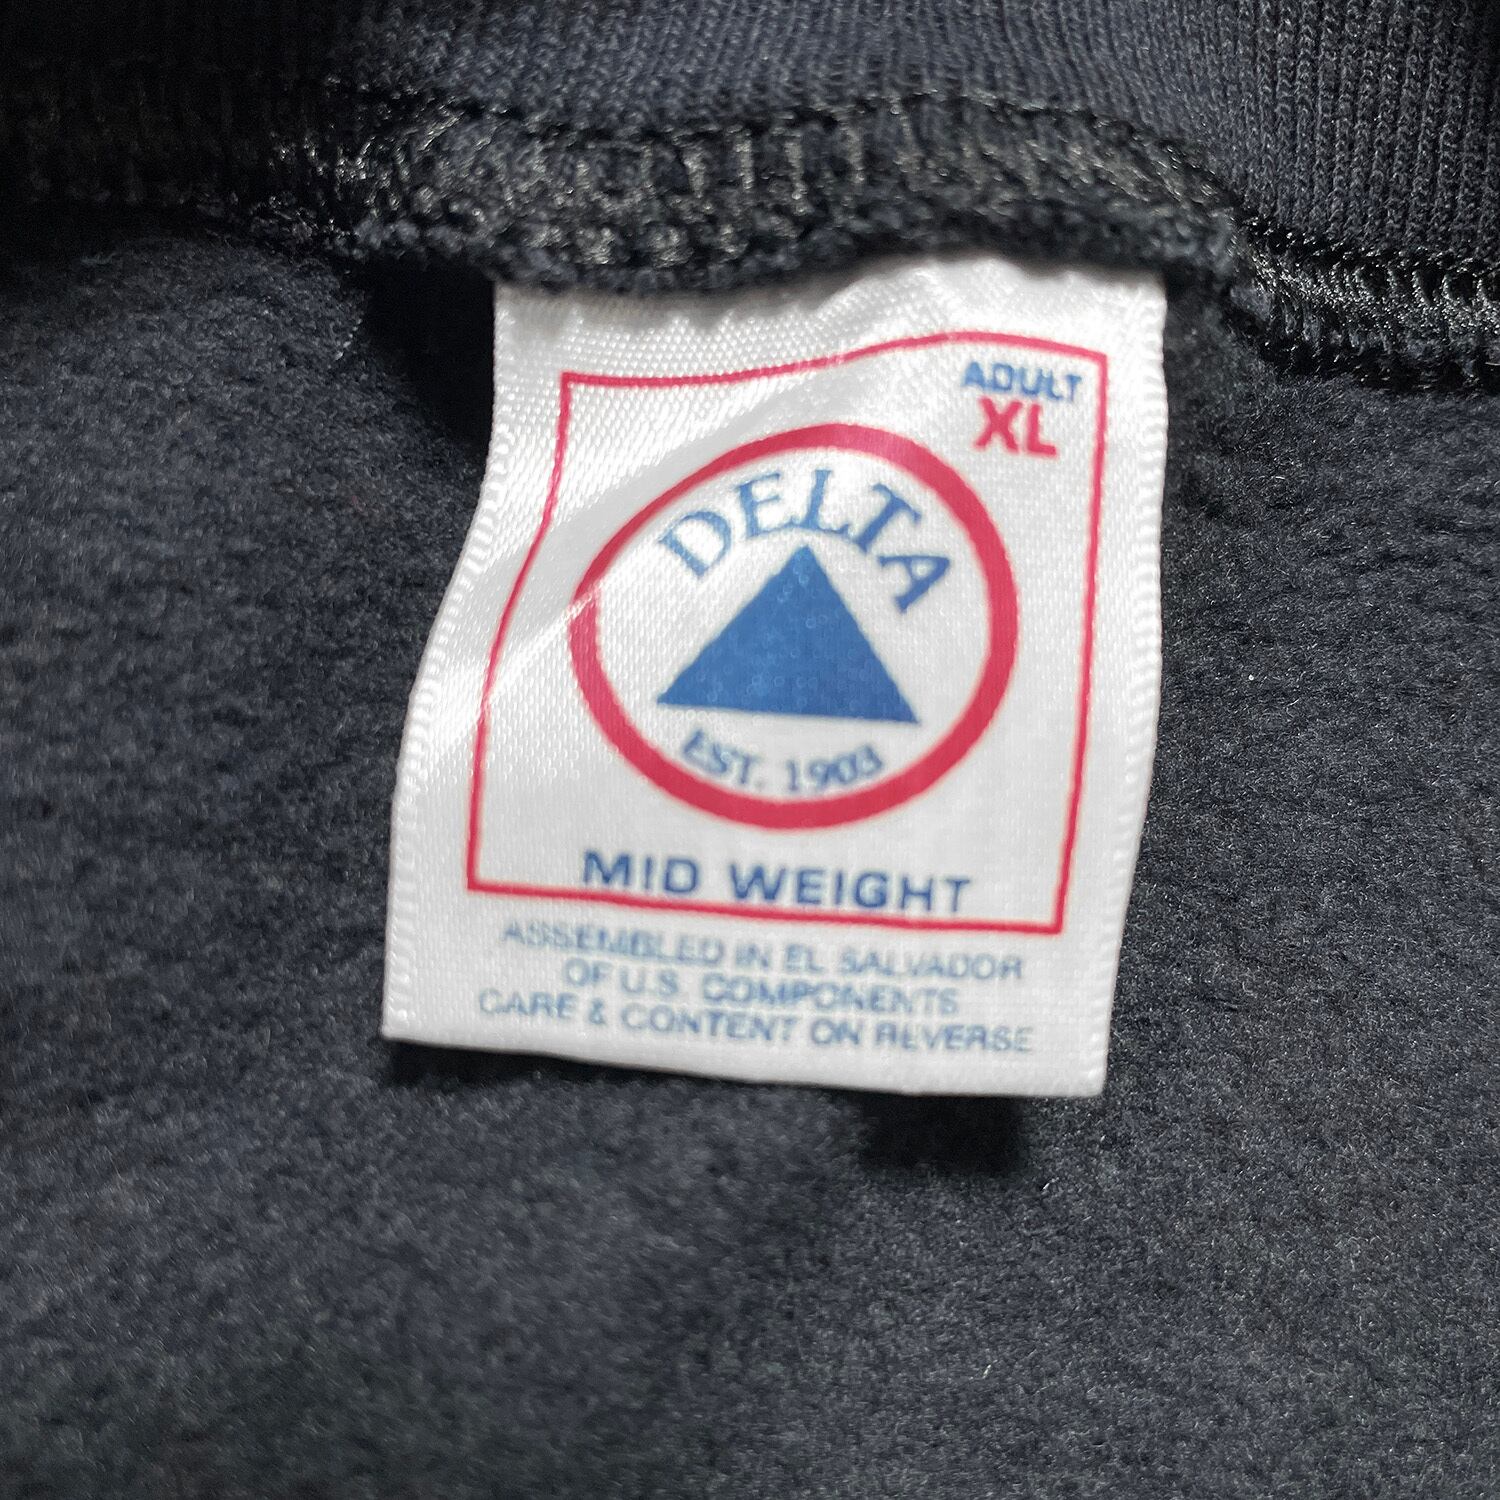 ADULT
XL
DELTA
EST. 1903
MID WEIGHT
ASSEMBLED IN EL SALVADOR
OF U.S. COMPONENTS
CARE & CONTENT ON REVERSE